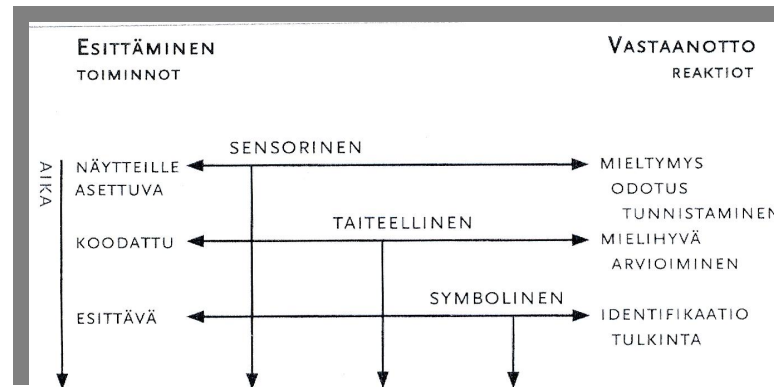 ESITTÄMINEN
TOIMINNOT
VASTAANOTTO
REAKTIOT
AIKA
SENSORINEN
NÄYTTEILLE
ASETTUVA
MIELTYMYS
ODOTUS
TUNNISTAMINEN
TAITEELLINEN
KOODATTU
MIELIHYVÄ
ARVIOIMINEN
SYMBOLINEN
ESITTÄVÄ
IDENTIFIKAATIO
TULKINTA